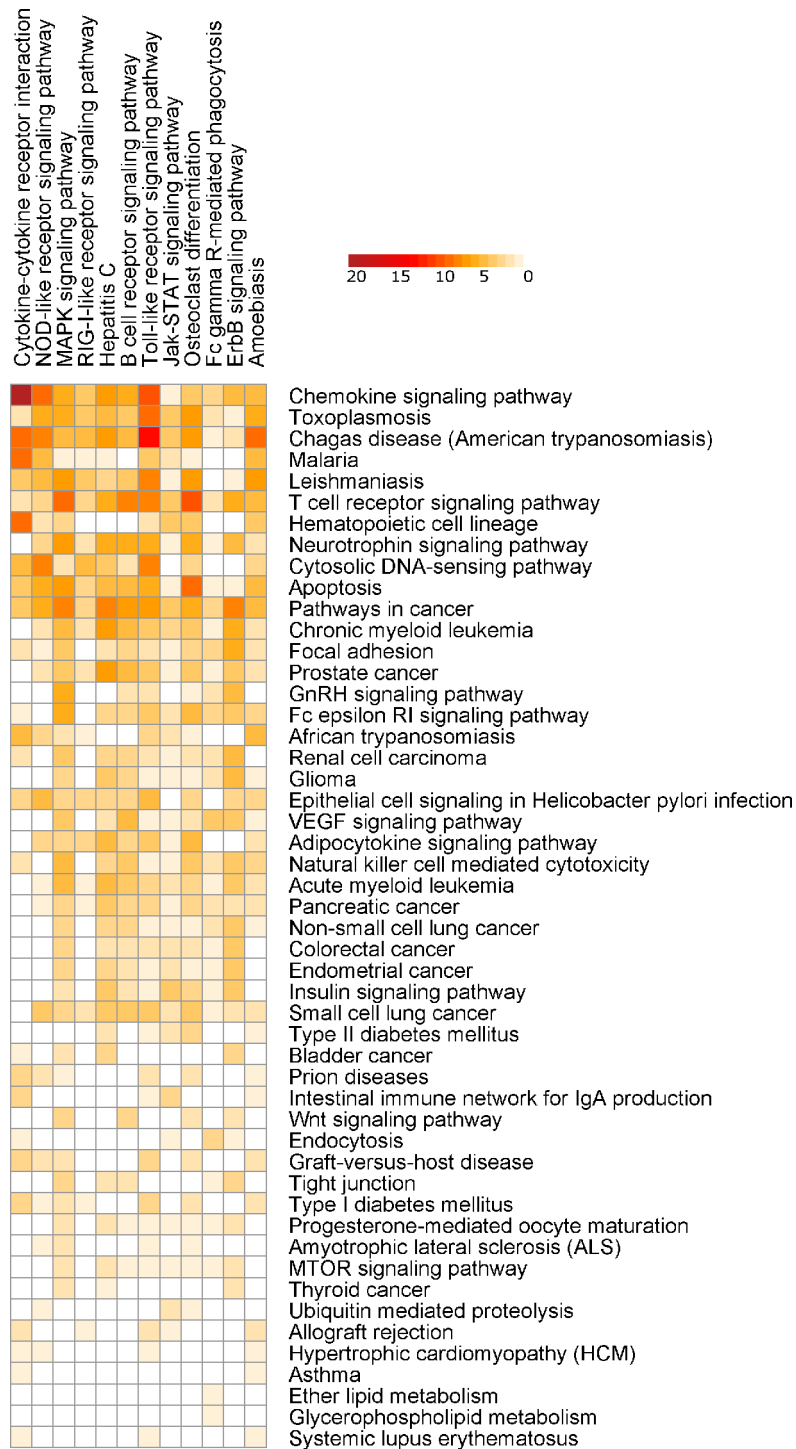 Cytokine-cytokine receptor interaction
NOD-like receptor signaling pathway
MAPK signaling pathway
RIG-I-like receptor signaling pathway
Hepatitis C
B cell receptor signaling pathway
Toll-like receptor signaling pathway
Jak-STAT signaling pathway
Osteoclast differentiation
Fc gamma R-mediated phagocytosis
ErbB signaling pathway
Amoebiasis
20 15 10 5 0
Chemokine signaling pathway
Toxoplasmosis
Chagas disease (American trypanosomiasis)
Malaria
Leishmaniasis
T cell receptor signaling pathway
Hematopoietic cell lineage
Neurotrophin signaling pathway
Cytosolic DNA-sensing pathway
Apoptosis
Pathways in cancer
Chronic myeloid leukemia
Focal adhesion
Prostate cancer
GnRH signaling pathway
Fc epsilon RI signaling pathway
African trypanosomiasis
Renal cell carcinoma
Glioma
Epithelial cell signaling in Helicobacter pylori infection
VEGF signaling pathway
Adipocytokine signaling pathway
Natural killer cell mediated cytotoxicity
Acute myeloid leukemia
Pancreatic cancer
Non-small cell lung cancer
Colorectal cancer
Endometrial cancer
Insulin signaling pathway
Small cell lung cancer
Type II diabetes mellitus
Bladder cancer
Prion diseases
Intestinal immune network for IgA production
Wnt signaling pathway
Endocytosis
Graft-versus-host disease
Tight junction
Type I diabetes mellitus
Progesterone-mediated oocyte maturation
Amyotrophic lateral sclerosis (ALS)
MTOR signaling pathway
Thyroid cancer
Ubiquitin mediated proteolysis
Allograft rejection
Hypertrophic cardiomyopathy (HCM)
Asthma
Ether lipid metabolism
Glycerophospholipid metabolism
Systemic lupus erythematosus